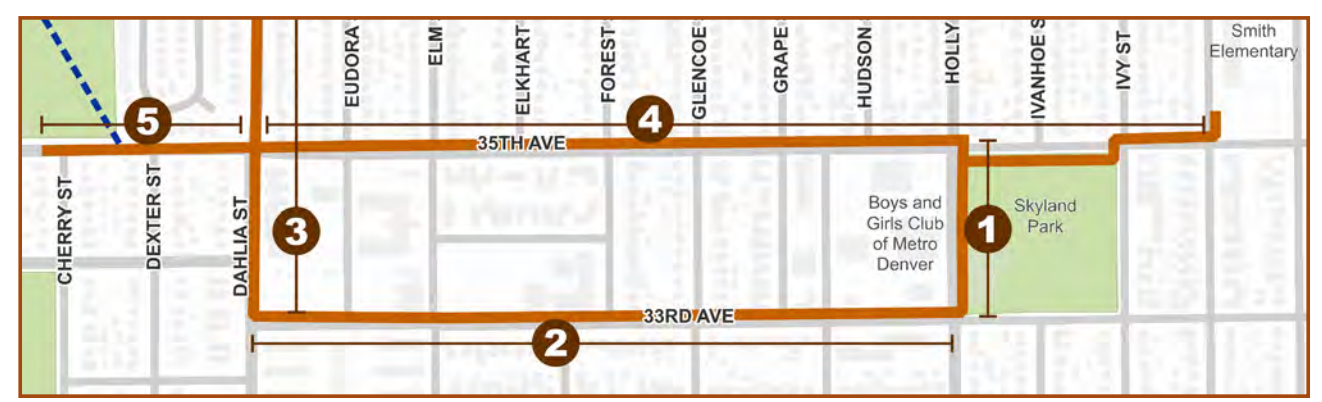 EUDORA
ELM
ELKHART
FOREST
GLENCOE
GRAPE
HUDSON
HOLLY
IVANHOE S
IVY ST
Smith
Elementary
5
4
35TH AVE
CHERRY ST
DEXTER ST
DAHLIA ST
3
Boys and
Girls Club
of Metro
Denver
1
Skyland
Park
33RD AVE
2